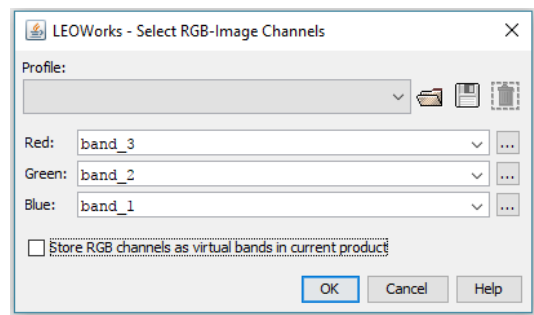 LEOWorks - Select RGB-Image Channels
Profile:
Red: band_3 ...
Green: band_2 ...
Blue: band_1 ...
Store RGB channels as virtual bands in current product
OK Cancel Help